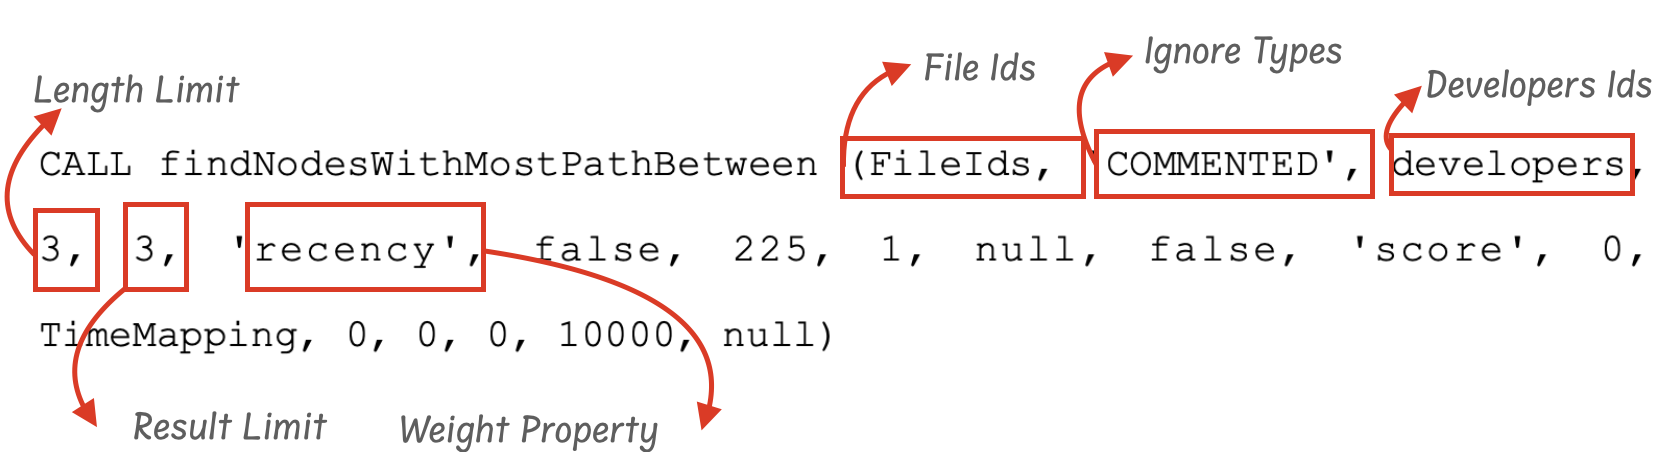 File Ids
Ignore Types
Length Limit
Developers Ids
CALL findNodesWithMostPathBetween (FileIds, COMMENTED', developers,
3, 3, 'recency', false, 225, 1, null, false, 'score', 0,
TimeMapping, 0, 0, 0, 10000, null)
Result Limit
Weight Property